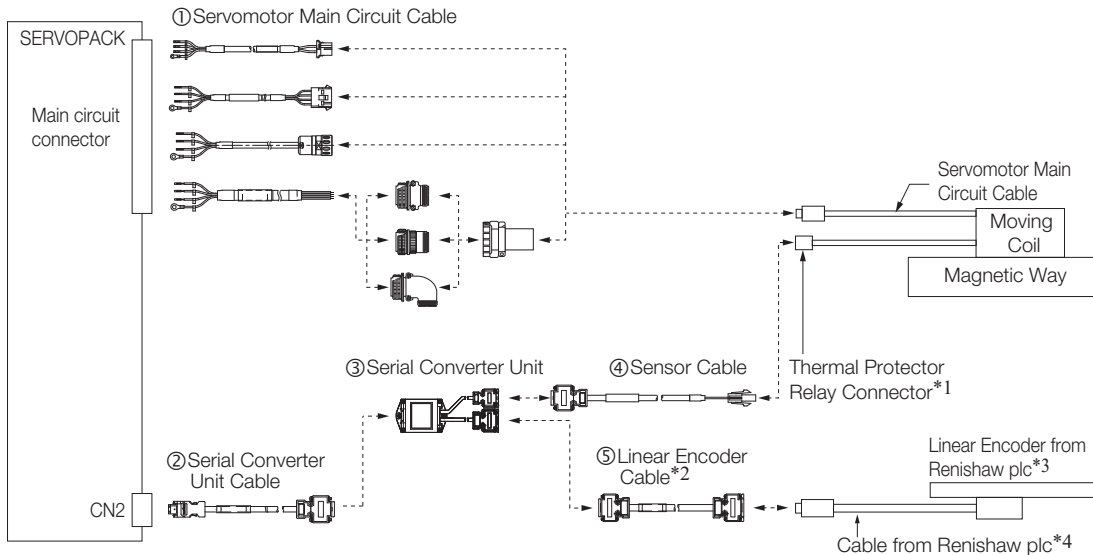 ①Servomotor Main Circuit Cable
SERVOPACK
Main circuit
connector
Servomotor Main
Circuit Cable
Moving
Coil
Magnetic Way
③Serial Converter Unit
④Sensor Cable
Thermal Protector
Relay Connector*1
②Serial Converter
Unit Cable
⑤Linear Encoder
Cable*2
Linear Encoder from
Renishaw plc*3
CN2
Cable from Renishaw plc*4